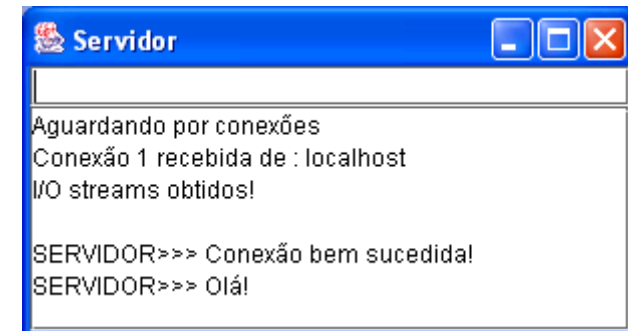 Servidor
Aguardando por conexões
Conexão 1 recebida de : localhost
I/O streams obtidos!
SERVIDOR>>> Conexão bem sucedida!
SERVIDOR>>> Olá!